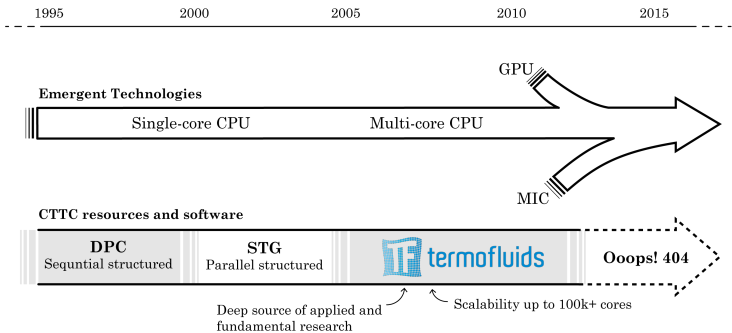 1995 2000 2005 2010 2015
GPU
Emergent Technologies
Single-core CPU Multi-core CPU
MIC
CTTC resources and software
DPC
Sequntial structured
STG
Parallel structured
TF termofluids
Ooops! 404
Deep source of applied and
fundamental research
Scalability up to 100k+ cores